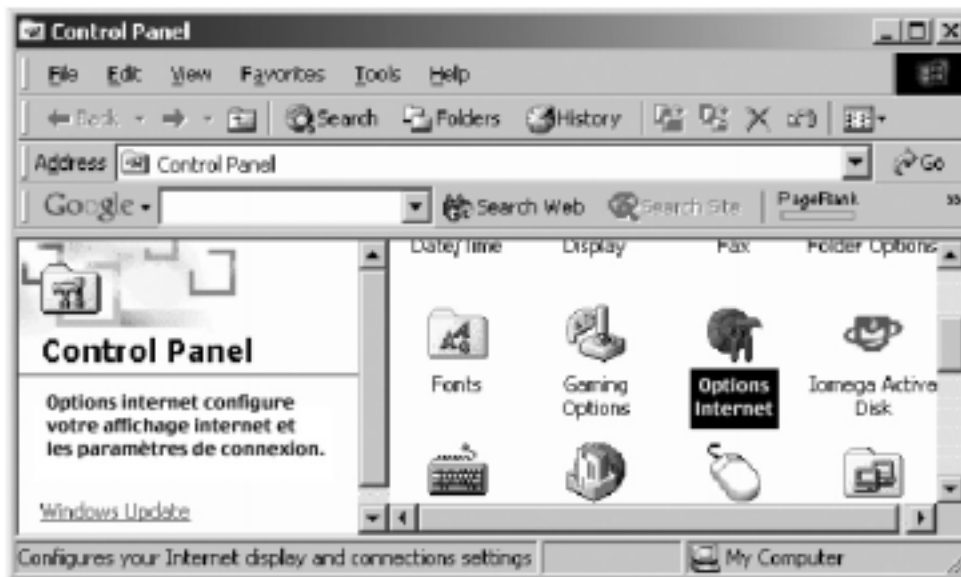 Control Panel
File Edit View Favorites Tools Help
Back Search Folders History
Address Control Panel Go
Google Search Web Search Site PageRank »
Date/Time Display Fax Folder Options
Control Panel
Options internet configure
votre affichage internet et
les paramètres de connexion.
Windows Update
Fonts Gaming Options Options Internet Iomega Active Disk
Configures your Internet display and connections settings My Computer